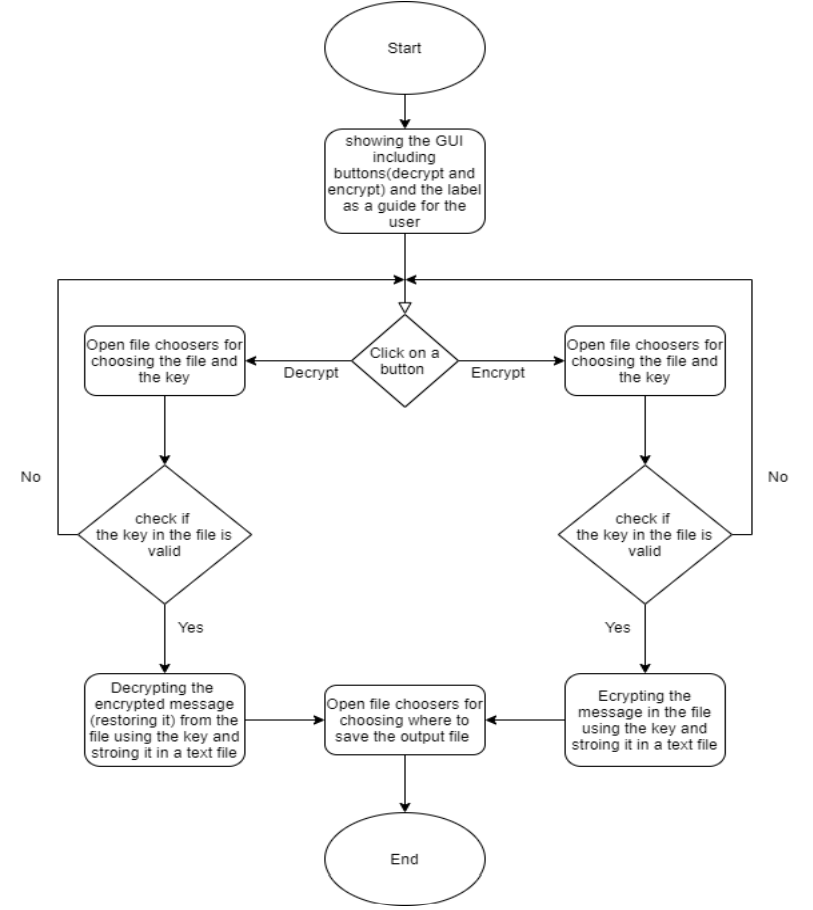 Start
showing the GUI
including
buttons(decrypt and
encrypt) and the label
as a guide for the
user
Open file choosers for
choosing the file and
the key
Decrypt
Click on a
button
Encrypt
Open file choosers for
choosing the file and
the key
No
check if
the key in the file is
valid
check if
the key in the file is
valid
No
Yes
Yes
Decrypting the
encrypted message
(restoring it) from the
file using the key and
stroing it in a text file
Open file choosers for
choosing where to
save the output file
Ecrypting the
message in the file
using the key and
stroing it in a text file
End